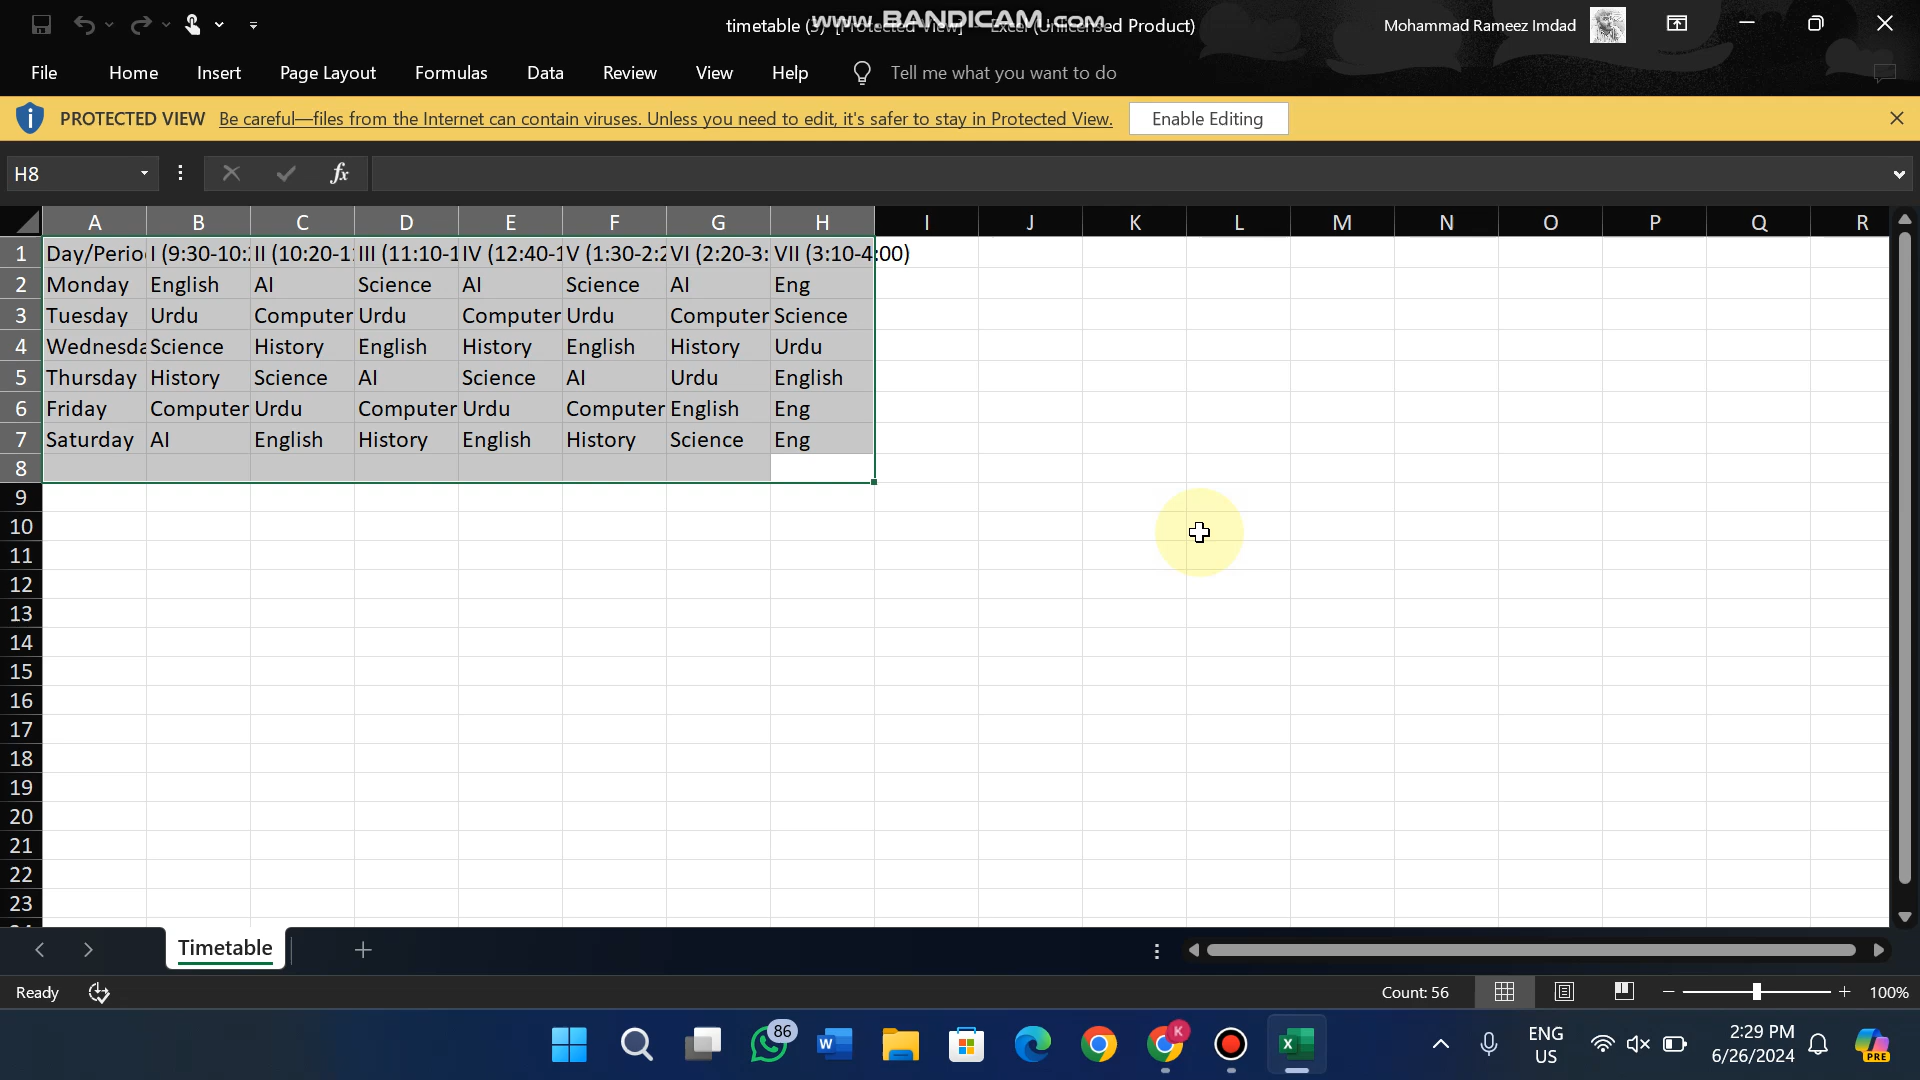 timetable (3) [Protected View] - Excel (Unlicensed Product)
www.BANDICAM.com
Mohammad Rameez Imdad
File Home Insert Page Layout Formulas Data Review View Help Tell me what you want to do
PROTECTED VIEW Be careful—files from the Internet can contain viruses. Unless you need to edit, it's safer to stay in Protected View. Enable Editing
H8 fx
A B C D E F G H I J K L M N O P Q R
1 Day/Perio I (9:30-10: II (10:20-1 III (11:10-1 IV (12:40- V (1:30-2:2 VI (2:20-3: VII (3:10-4:00)
2 Monday English AI Science AI Science AI Eng
3 Tuesday Urdu Computer Urdu Computer Urdu Computer Science
4 Wednesda Science History English History English History Urdu
5 Thursday History Science AI Science AI Urdu English
6 Friday Computer Urdu Computer Urdu Computer English Eng
7 Saturday AI English History English History Science Eng
8
9
10
11
12
13
14
15
16
17
18
19
20
21
22
23
Timetable
Ready Count: 56 100%
86 W K X ENG 2:29 PM
US 6/26/2024 PRE